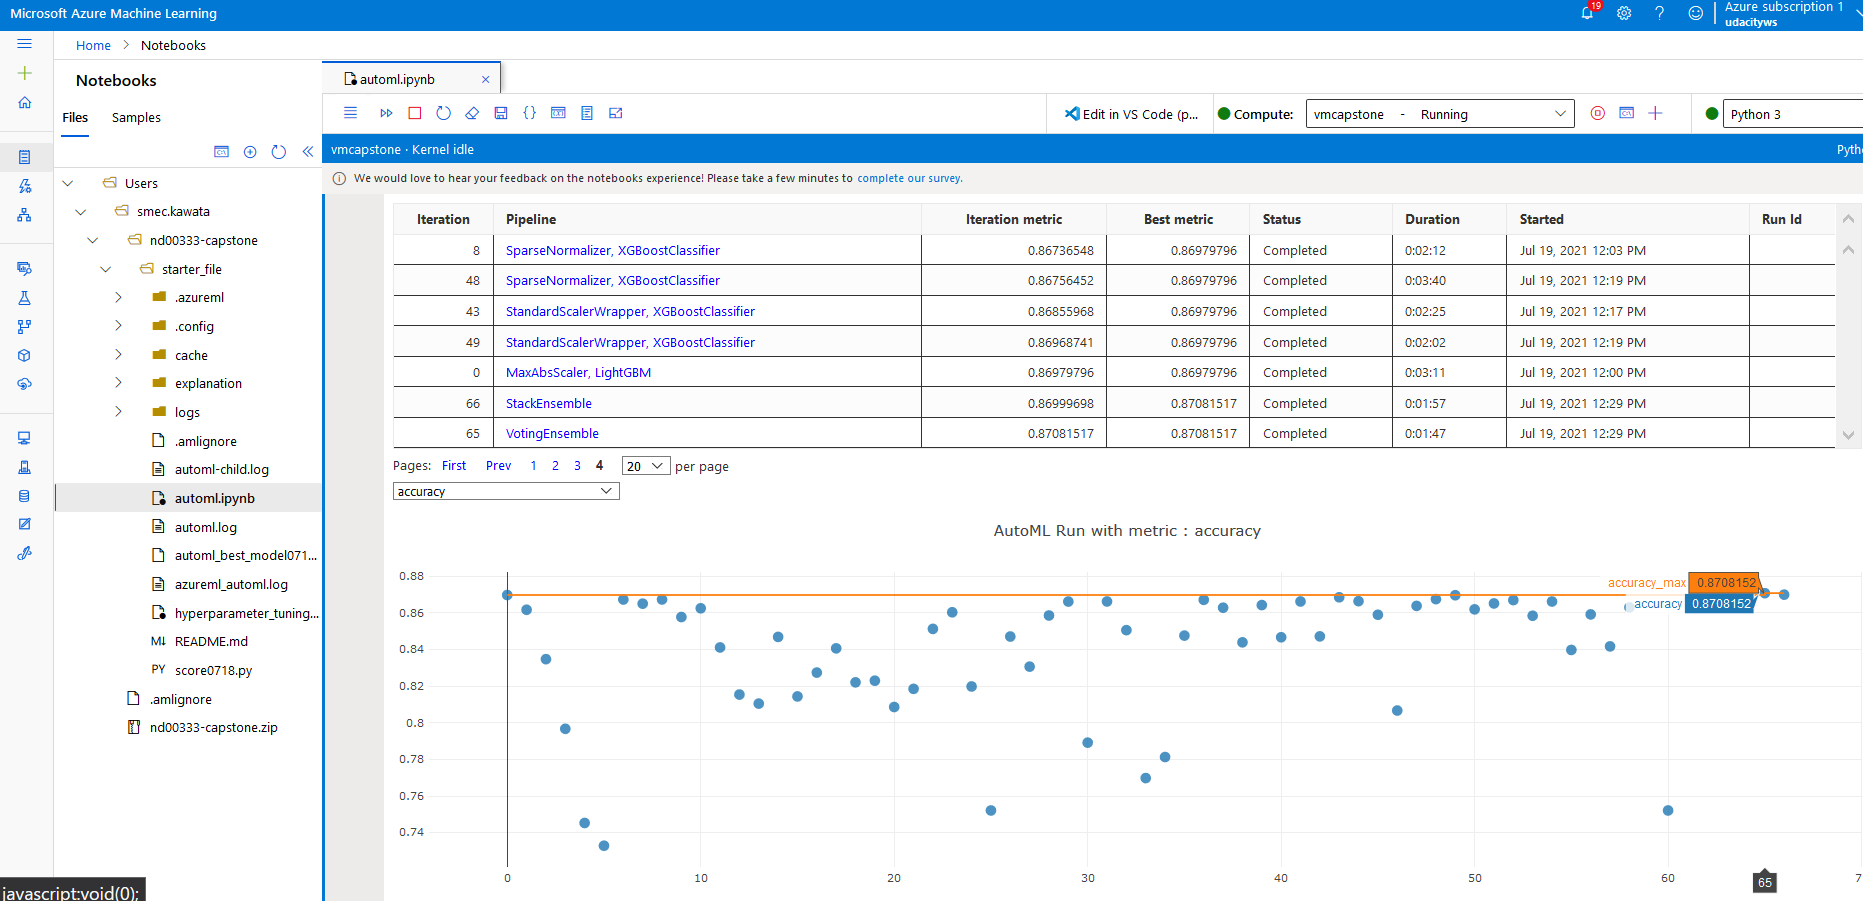 Microsoft Azure Machine Learning
19
Azure subscription 1
udacityws
Home > Notebooks
Notebooks
Files Samples
Users
smec.kawata
nd00333-capstone
starter_file
.azureml
.config
cache
explanation
logs
.amlignore
automl-child.log
automl.ipynb
automl.log
automl_best_model071...
azureml_automl.log
hyperparameter_tuning...
README.md
PY score0718.py
.amlignore
nd00333-capstone.zip
javascript:void(0);
automl.ipynb ×
Edit in VS Code (p...
Compute: vmcapstone - Running
Python 3
vmcapstone · Kernel idle
Pyth
We would love to hear your feedback on the notebooks experience! Please take a few minutes to complete our survey.
Iteration Pipeline Iteration metric Best metric Status Duration Started Run Id
8 SparseNormalizer, XGBoostClassifier 0.86736548 0.86979796 Completed 0:02:12 Jul 19, 2021 12:03 PM
48 SparseNormalizer, XGBoostClassifier 0.86756452 0.86979796 Completed 0:03:40 Jul 19, 2021 12:19 PM
43 StandardScalerWrapper, XGBoostClassifier 0.86855968 0.86979796 Completed 0:02:25 Jul 19, 2021 12:17 PM
49 StandardScalerWrapper, XGBoostClassifier 0.86968741 0.86979796 Completed 0:02:02 Jul 19, 2021 12:19 PM
0 MaxAbsScaler, LightGBM 0.86979796 0.86979796 Completed 0:03:11 Jul 19, 2021 12:00 PM
66 StackEnsemble 0.86999698 0.87081517 Completed 0:01:57 Jul 19, 2021 12:29 PM
65 VotingEnsemble 0.87081517 0.87081517 Completed 0:01:47 Jul 19, 2021 12:29 PM
Pages: First Prev 1 2 3 4 20 per page
accuracy
AutoML Run with metric : accuracy
accuracy_max 0.8708152
accuracy 0.8708152
0.88
0.86
0.84
0.82
0.8
0.78
0.76
0.74
0 10 20 30 40 50 60 65 7